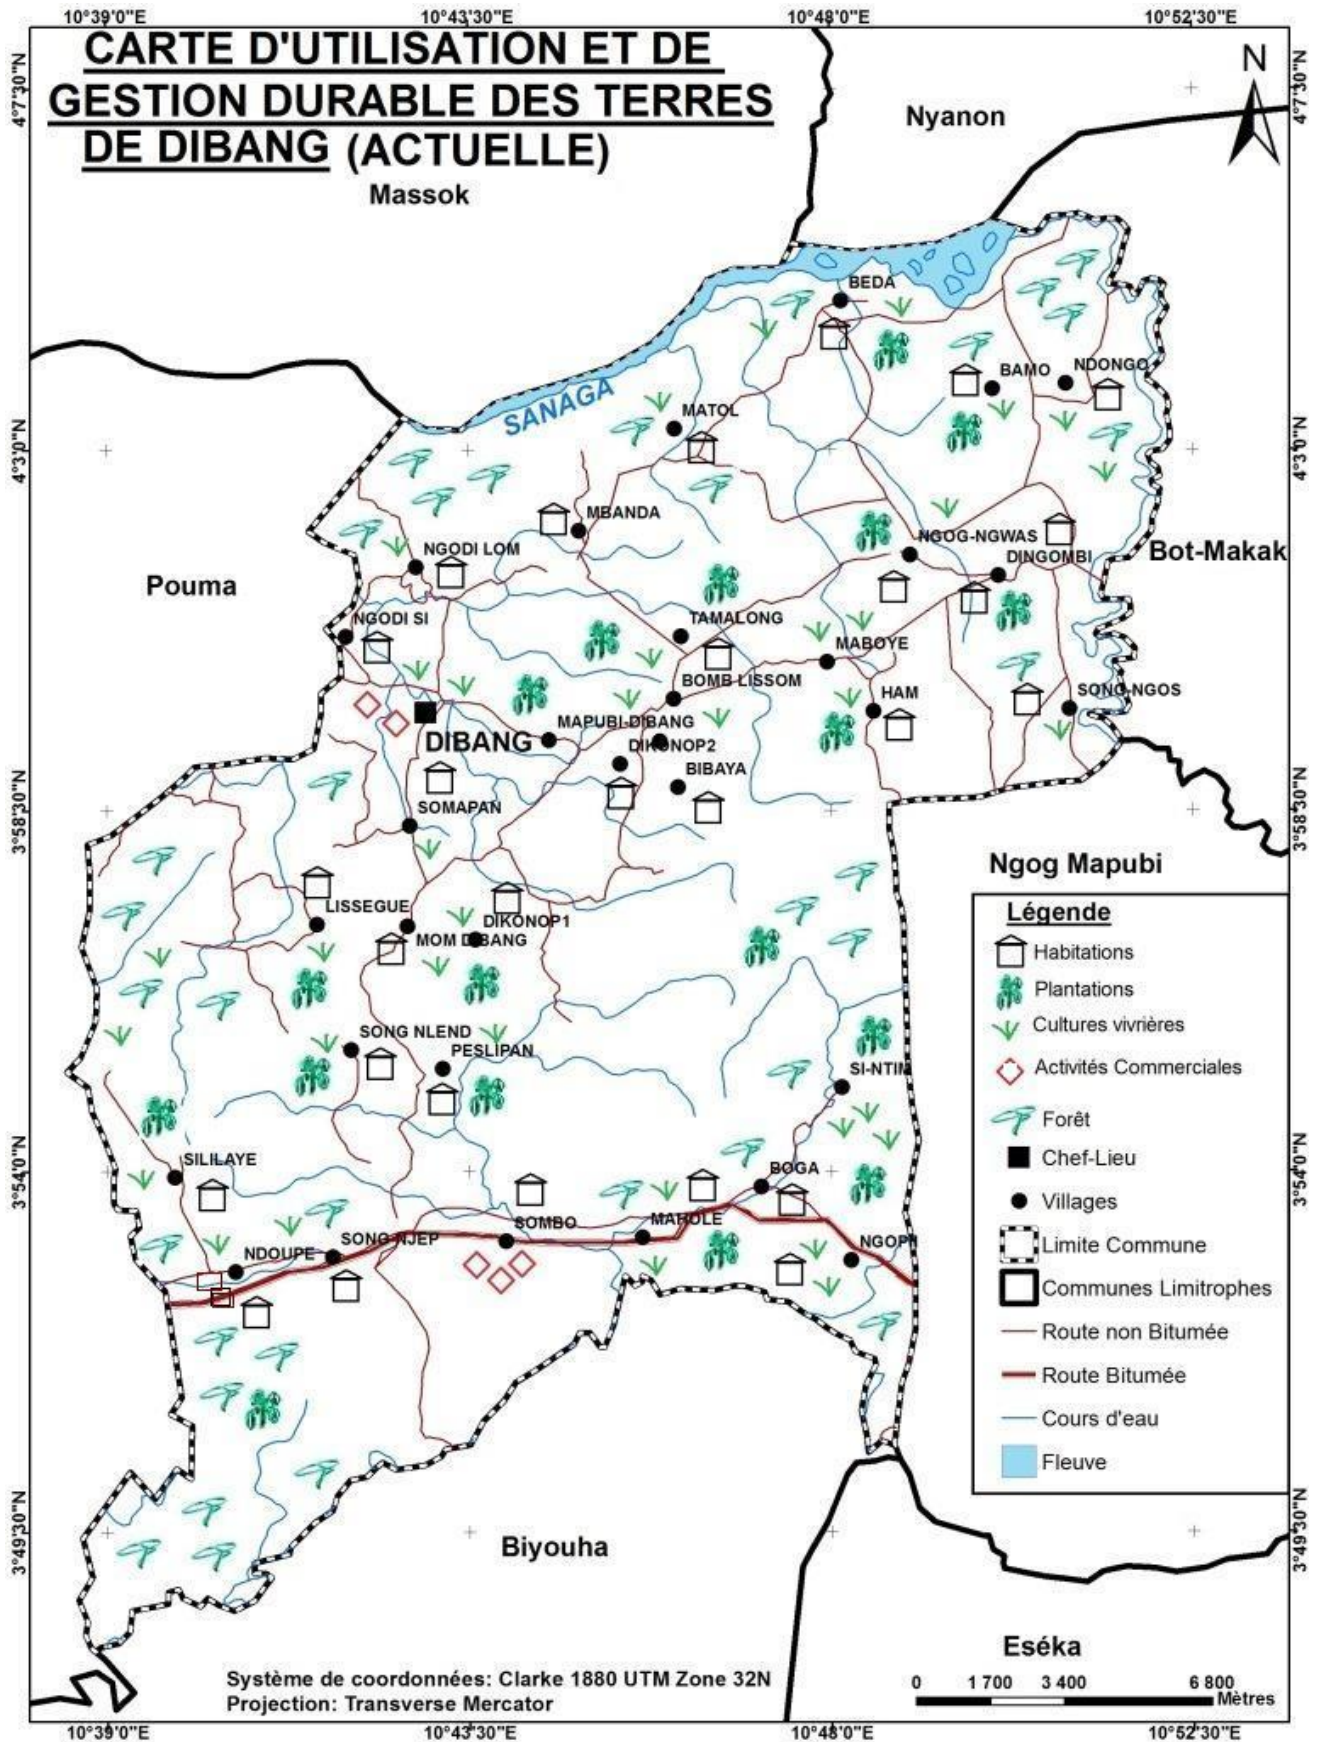 10°39'0"E
10°43'30"E
10°48'0"E
10°52'30"E
CARTE D'UTILISATION ET DE
GESTION DURABLE DES TERRES
DE DIBANG (ACTUELLE)
N
4°7'30"N
4°7'30"N
Nyanon
Massok
BEDA
BAMO
NDONGO
SANAGA
MATOL
4°3'0"N
4°3'0"N
MBANDA
NGOG-NGWAS
NGODI LOM
DINGOMBI
Bot-Makak
Pouma
NGODI SI
TAMALONG
MABOYE
BOMB LISSOM
HAM
SONG-NGOS
MAPUBI-DIBANG
DIBANG
DIKONOP2
BIBAYA
SOMAPAN
3°58'30"N
3°58'30"N
Ngog Mapubi
LISSEGUE
DIKONOP1
MOM DIBANG
Légende
Habitations
Plantations
Cultures vivrières
Activités Commerciales
Forêt
Chef-Lieu
Villages
Limite Commune
Communes Limitrophes
Route non Bitumée
Route Bitumée
Cours d'eau
Fleuve
SONG NLEND
PESLIPAN
SI-NTIM
3°54'0"N
3°54'0"N
SILILAYE
BOGA
SOMBO
MAHOLE
NDOUPE
SONG NJEP
3°49'30"N
3°49'30"N
Biyouha
Eséka
Système de coordonnées: Clarke 1880 UTM Zone 32N
Projection: Transverse Mercator
0 1 700 3 400 6 800
Mètres
10°39'0"E
10°43'30"E
10°48'0"E
10°52'30"E